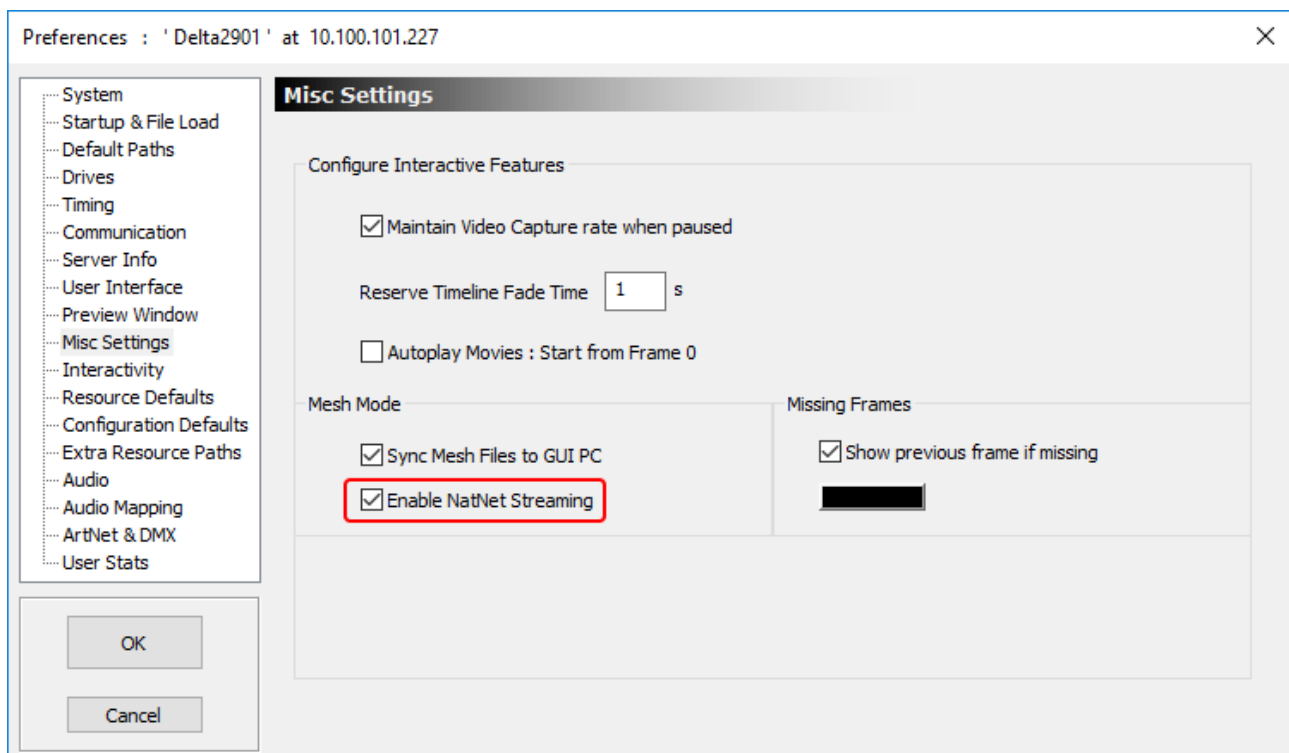 Preferences : ' Delta2901 ' at 10.100.101.227
System
Startup & File Load
Default Paths
Drives
Timing
Communication
Server Info
User Interface
Preview Window
Misc Settings
Interactivity
Resource Defaults
Configuration Defaults
Extra Resource Paths
Audio
Audio Mapping
ArtNet & DMX
User Stats
OK
Cancel
Misc Settings
Configure Interactive Features
Maintain Video Capture rate when paused
Reserve Timeline Fade Time 1 s
Autoplay Movies : Start from Frame 0
Mesh Mode
Sync Mesh Files to GUI PC
Enable NatNet Streaming
Missing Frames
Show previous frame if missing